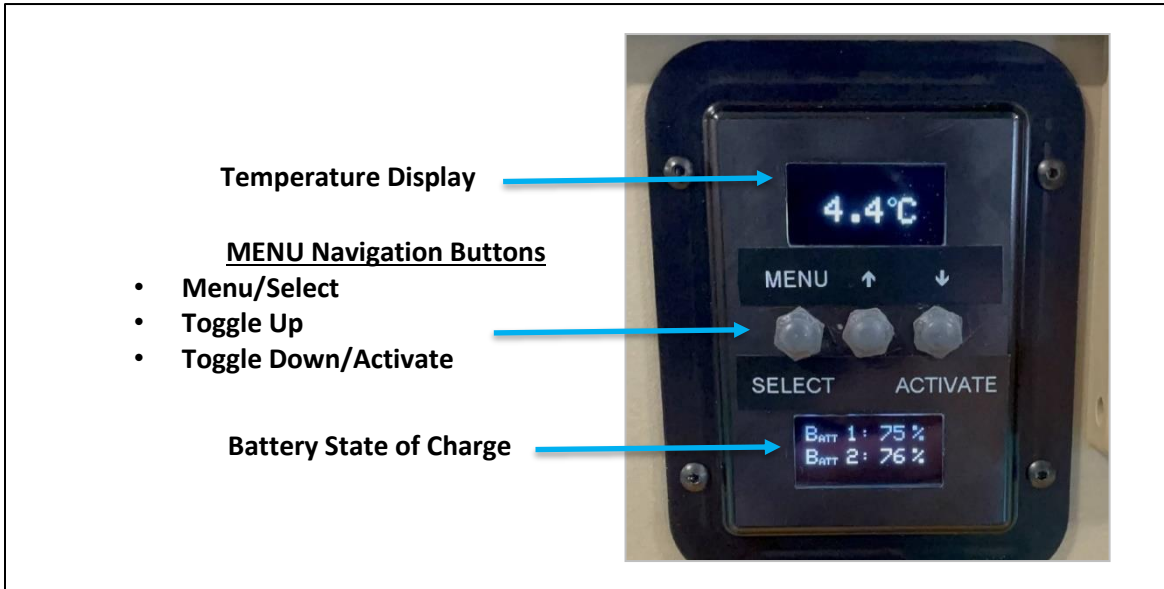 Temperature Display
MENU Navigation Buttons
• Menu/Select
• Toggle Up
• Toggle Down/Activate
Battery State of Charge
4.4°C
MENU ↑ ↓
SELECT ACTIVATE
BATT 1: 75%
BATT 2: 76%